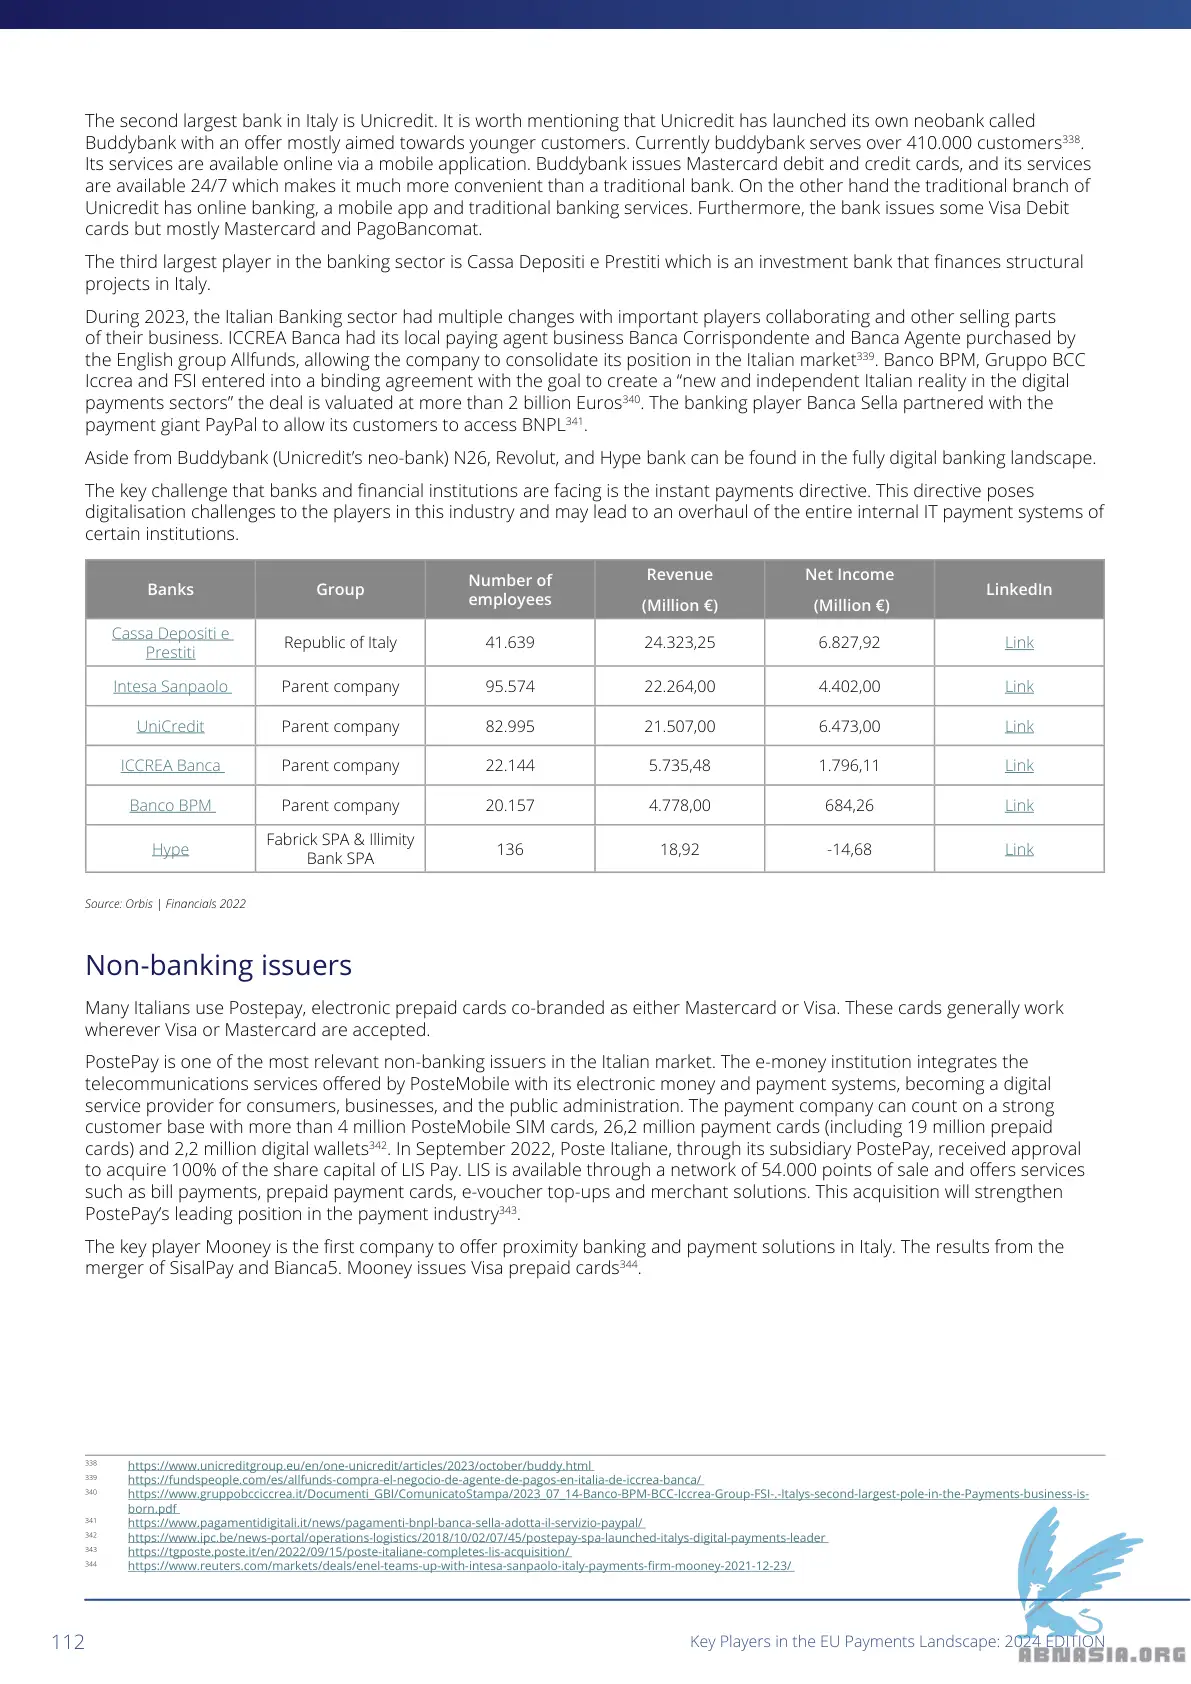 The second largest bank in Italy is Unicredit. It is worth mentioning that Unicredit has launched its own neobank called
Buddybank with an offer mostly aimed towards younger customers. Currently buddybank serves over 410.000 customers338.
Its services are available online via a mobile application. Buddybank issues Mastercard debit and credit cards, and its services
are available 24/7 which makes it much more convenient than a traditional bank. On the other hand the traditional branch of
Unicredit has online banking, a mobile app and traditional banking services. Furthermore, the bank issues some Visa Debit
cards but mostly Mastercard and PagoBancomat.
The third largest player in the banking sector is Cassa Depositi e Prestiti which is an investment bank that finances structural
projects in Italy.
During 2023, the Italian Banking sector had multiple changes with important players collaborating and other selling parts
of their business. ICCREA Banca had its local paying agent business Banca Corrispondente and Banca Agente purchased by
the English group Allfunds, allowing the company to consolidate its position in the Italian market339. Banco BPM, Gruppo BCC
Iccrea and FSI entered into a binding agreement with the goal to create a “new and independent Italian reality in the digital
payments sectors” the deal is valuated at more than 2 billion Euros340. The banking player Banca Sella partnered with the
payment giant PayPal to allow its customers to access BNPL341.
Aside from Buddybank (Unicredit’s neo-bank) N26, Revolut, and Hype bank can be found in the fully digital banking landscape.
The key challenge that banks and financial institutions are facing is the instant payments directive. This directive poses
digitalisation challenges to the players in this industry and may lead to an overhaul of the entire internal IT payment systems of
certain institutions.
Banks Group Number of employees Revenue (Million €) Net Income (Million €) LinkedIn
Cassa Depositi e Prestiti Republic of Italy 41.639 24.323,25 6.827,92 Link
Intesa Sanpaolo Parent company 95.574 22.264,00 4.402,00 Link
UniCredit Parent company 82.995 21.507,00 6.473,00 Link
ICCREA Banca Parent company 22.144 5.735,48 1.796,11 Link
Banco BPM Parent company 20.157 4.778,00 684,26 Link
Hype Fabrick SPA & Illimity Bank SPA 136 18,92 -14,68 Link
Source: Orbis | Financials 2022
Non-banking issuers
Many Italians use Postepay, electronic prepaid cards co-branded as either Mastercard or Visa. These cards generally work
wherever Visa or Mastercard are accepted.
PostePay is one of the most relevant non-banking issuers in the Italian market. The e-money institution integrates the
telecommunications services offered by PosteMobile with its electronic money and payment systems, becoming a digital
service provider for consumers, businesses, and the public administration. The payment company can count on a strong
customer base with more than 4 million PosteMobile SIM cards, 26,2 million payment cards (including 19 million prepaid
cards) and 2,2 million digital wallets342. In September 2022, Poste Italiane, through its subsidiary PostePay, received approval
to acquire 100% of the share capital of LIS Pay. LIS is available through a network of 54.000 points of sale and offers services
such as bill payments, prepaid payment cards, e-voucher top-ups and merchant solutions. This acquisition will strengthen
PostePay’s leading position in the payment industry343.
The key player Mooney is the first company to offer proximity banking and payment solutions in Italy. The results from the
merger of SisalPay and Bianca5. Mooney issues Visa prepaid cards344.
338 https://www.unicreditgroup.eu/en/one-unicredit/articles/2023/october/buddy.html
339 https://fundspeople.com/es/allfunds-compra-el-negocio-de-agente-de-pagos-en-italia-de-iccrea-banca/
340 https://www.gruppobcciccrea.it/Documenti_GBI/ComunicatoStampa/2023_07_14-Banco-BPM-BCC-Iccrea-Group-FSI-.-Italys-second-largest-pole-in-the-Payments-business-is-
born.pdf
341 https://www.pagamentidigitali.it/news/pagamenti-bnpl-banca-sella-adotta-il-servizio-paypal/
342 https://www.ipc.be/news-portal/operations-logistics/2018/10/02/07/45/postepay-spa-launched-italys-digital-payments-leader
343 https://tgposte.poste.it/en/2022/09/15/poste-italiane-completes-lis-acquisition/
344 https://www.reuters.com/markets/deals/enel-teams-up-with-intesa-sanpaolo-italy-payments-firm-mooney-2021-12-23/
112 Key Players in the EU Payments Landscape: 2024 EDITION
ABNASIA.ORG